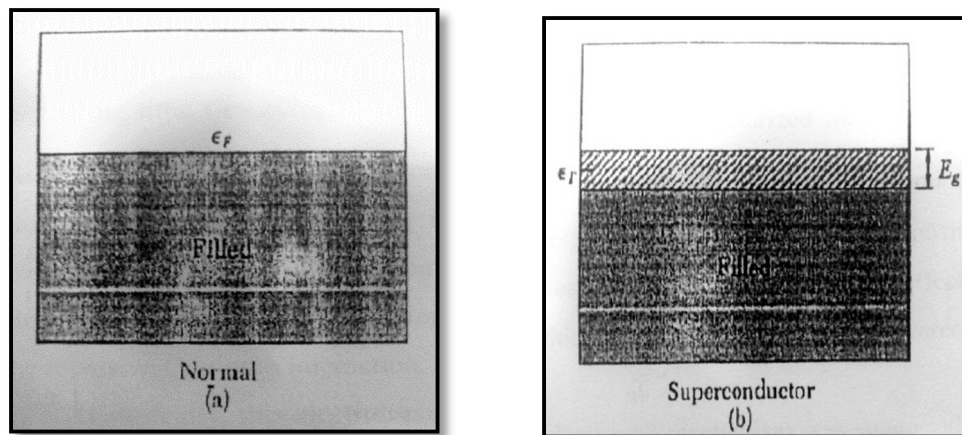 ϵF
Filled
Normal
(a)
ϵF
Eg
Filled
Superconductor
(b)